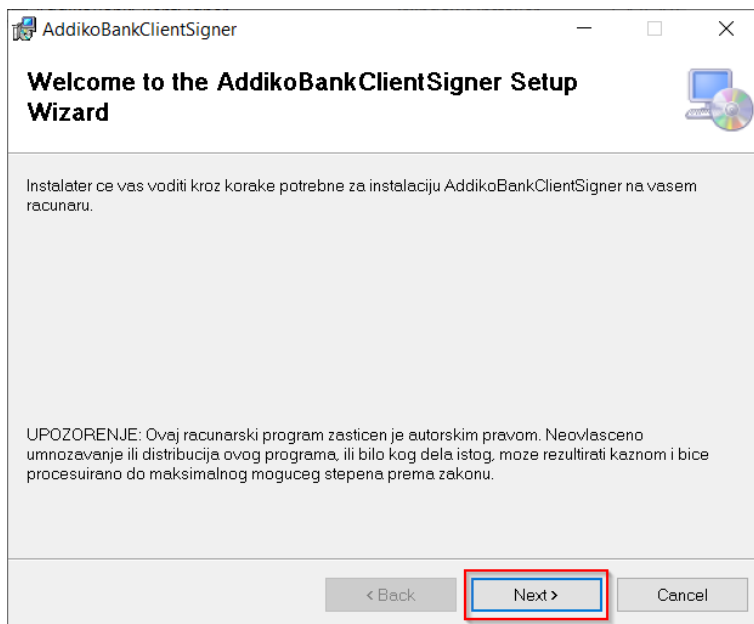 AddikoBankClientSigner
Welcome to the AddikoBankClientSigner Setup
Wizard
Instalater ce vas voditi kroz korake potrebne za instalaciju AddikoBankClientSigner na vasem
racunaru.
UPOZORENJE: Ovaj racunarski program zasticen je autorskim pravom. Neovlasceno
umnozavanje ili distribucija ovog programa, ili bilo kog dela istog, moze rezultirati kaznom i bice
procesuirano do maksimalnog moguceg stepena prema zakonu.
< Back Next > Cancel